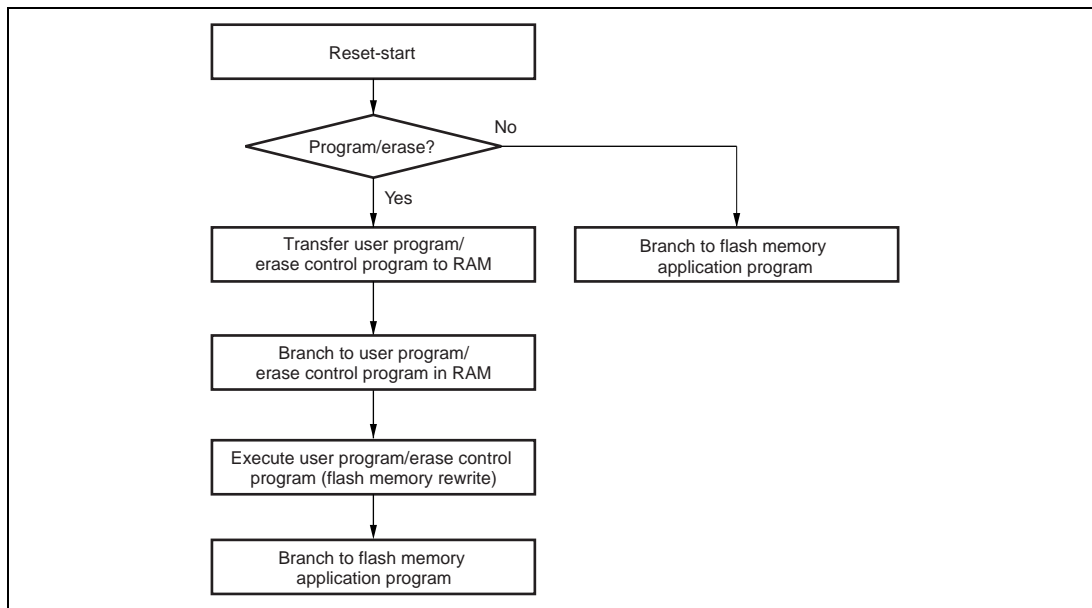 Reset-start
Program/erase?
No
Yes
Transfer user program/
erase control program to RAM
Branch to flash memory
application program
Branch to user program/
erase control program in RAM
Execute user program/erase control
program (flash memory rewrite)
Branch to flash memory
application program